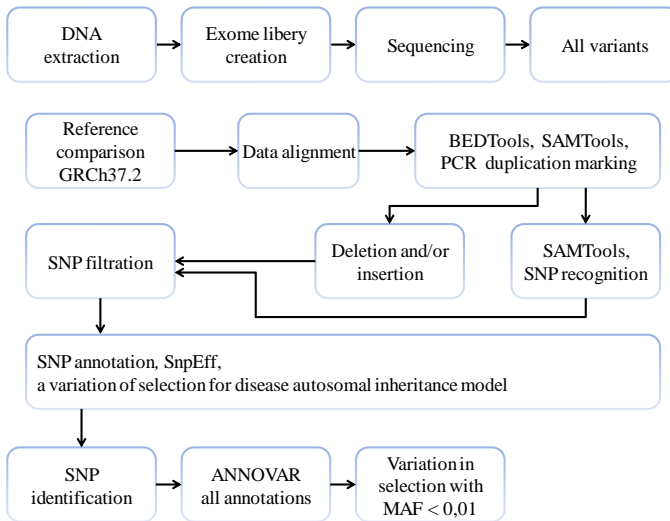 DNA
extraction
Exome libery
creation
Sequencing
All variants
Reference
comparison
GRCh37.2
Data alignment
BEDTools, SAMTools,
PCR duplication marking
SNP filtration
Deletion and/or
insertion
SAMTools,
SNP recognition
SNP annotation, SnpEff,
a variation of selection for disease autosomal inheritance model
SNP
identification
ANNOVAR
all annotations
Variation in
selection with
MAF < 0,01